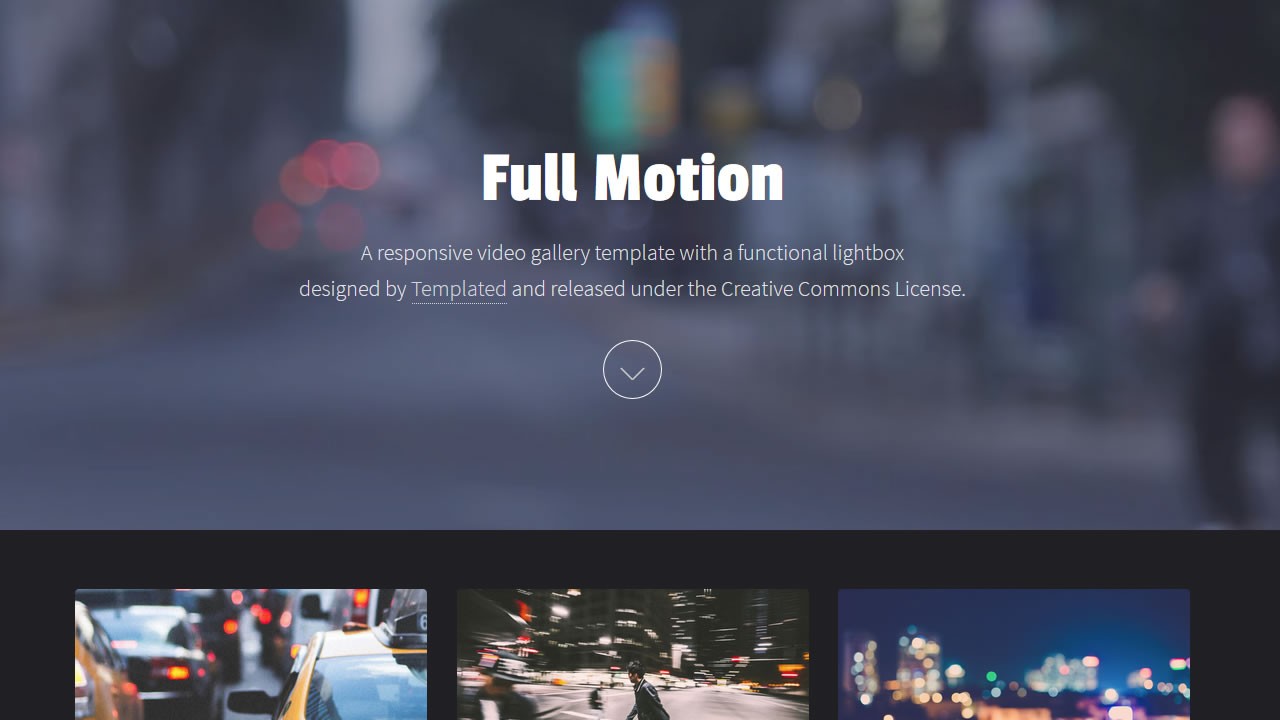 Full Motion
A responsive video gallery template with a functional lightbox
designed by Templated and released under the Creative Commons License.